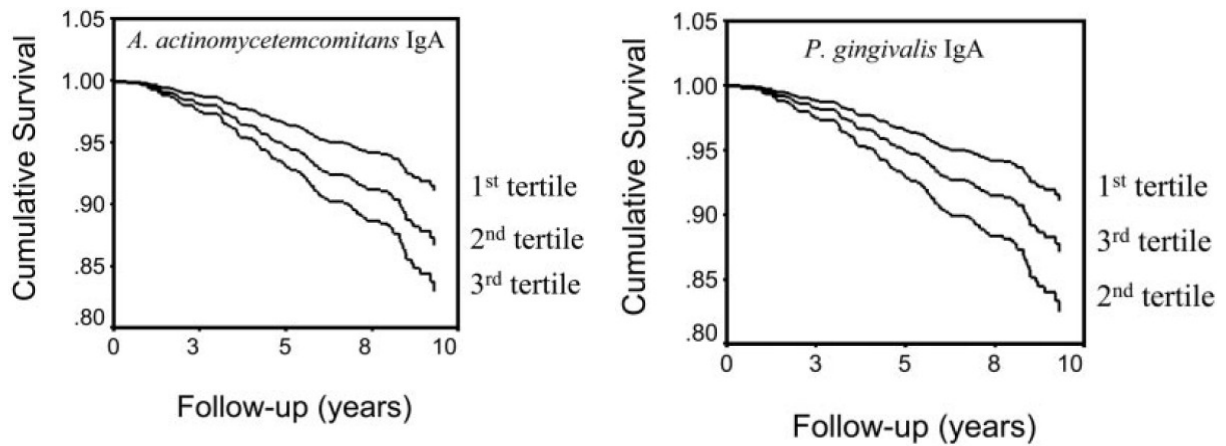 A. actinomycetemcomitans IgA
Cumulative Survival
1.05
1.00
.95
.90
.85
.80
0
3
5
8
10
Follow-up (years)
1st tertile
2nd tertile
3rd tertile
P. gingivalis IgA
Cumulative Survival
1.05
1.00
.95
.90
.85
.80
0
3
5
8
10
Follow-up (years)
1st tertile
3rd tertile
2nd tertile